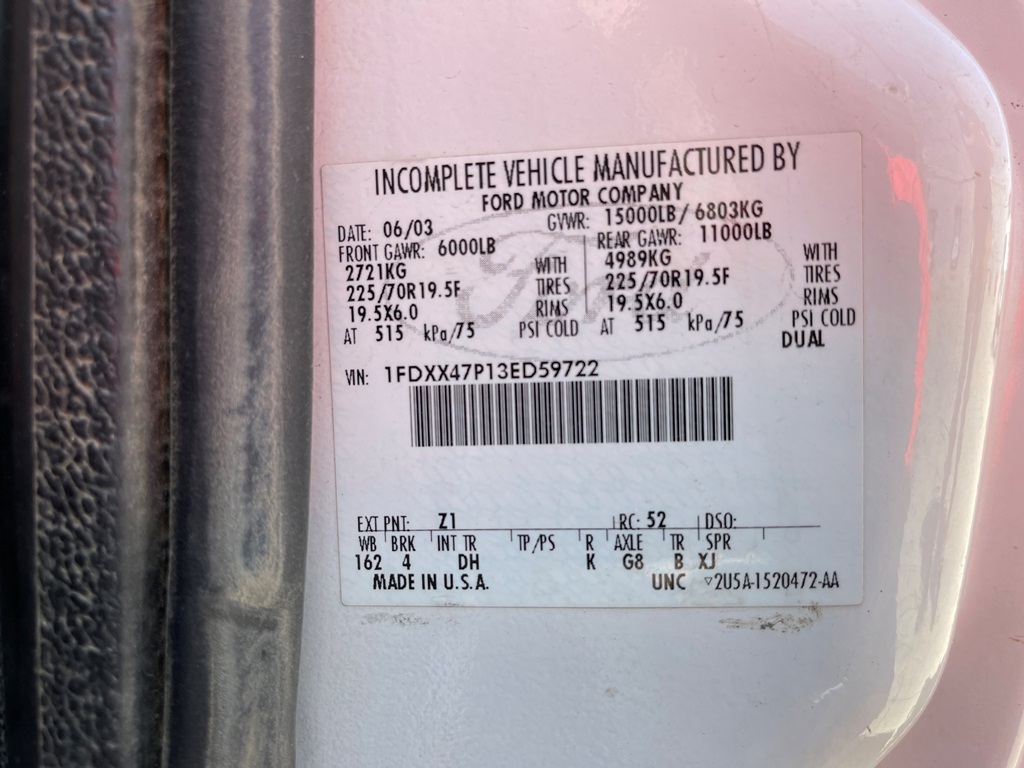 INCOMPLETE VEHICLE MANUFACTURED BY
FORD MOTOR COMPANY
DATE: 06/03 GVWR: 15000LB/ 6803KG
FRONT GAWR: 6000LB REAR GAWR: 11000LB
2721KG WITH 4989KG WITH
225/70R19.5F TIRES 225/70R19.5F TIRES
19.5X6.0 RIMS 19.5X6.0 RIMS
AT 515 kPa/75 PSI COLD AT 515 kPa/75 PSI COLD
DUAL
VIN: 1FDXX47P13ED59722
EXT PNT: Z1 RC: 52 DSO:
WB BRK INT TR TP/PS R AXLE TR SPR
162 4 DH K G8 B XJ
MADE IN U.S.A. UNC ▿2U5A-1520472-AA
Ford